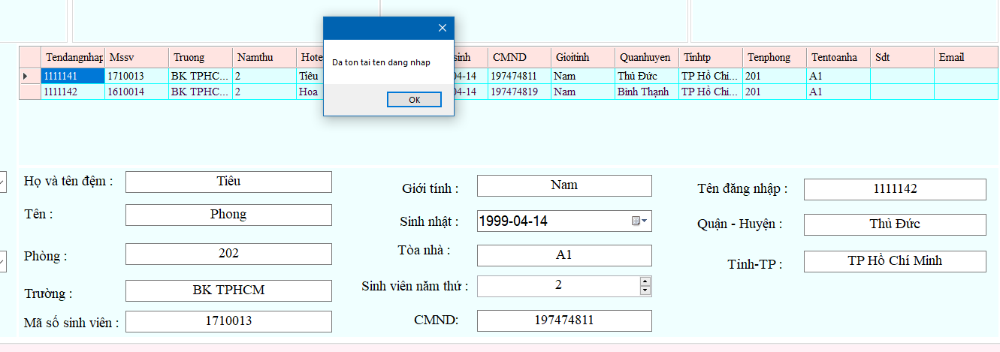 Tendangnhap Mssv Truong Namthu Hote sinh CMND Gioitinh Quanhuyen Tinhtp Tenphong Tentoanha Sdt Email
1111141 1710013 BK TPHC... 2 Tiêu 04-14 197474811 Nam Thủ Đức TP Hồ Chí... 201 A1
1111142 1610014 BK TPHC... 2 Hoa 04-14 197474819 Nam Bình Thạnh TP Hồ Chí... 201 A1
Da ton tai ten dang nhap
OK
Họ và tên đệm : Tiêu
Giới tính : Nam
Tên đăng nhập : 1111142
Tên : Phong
Sinh nhật : 1999-04-14
Quận - Huyện : Thủ Đức
Phòng : 202
Tòa nhà : A1
Tỉnh-TP : TP Hồ Chí Minh
Trường : BK TPHCM
Sinh viên năm thứ : 2
Mã số sinh viên : 1710013
CMND: 197474811